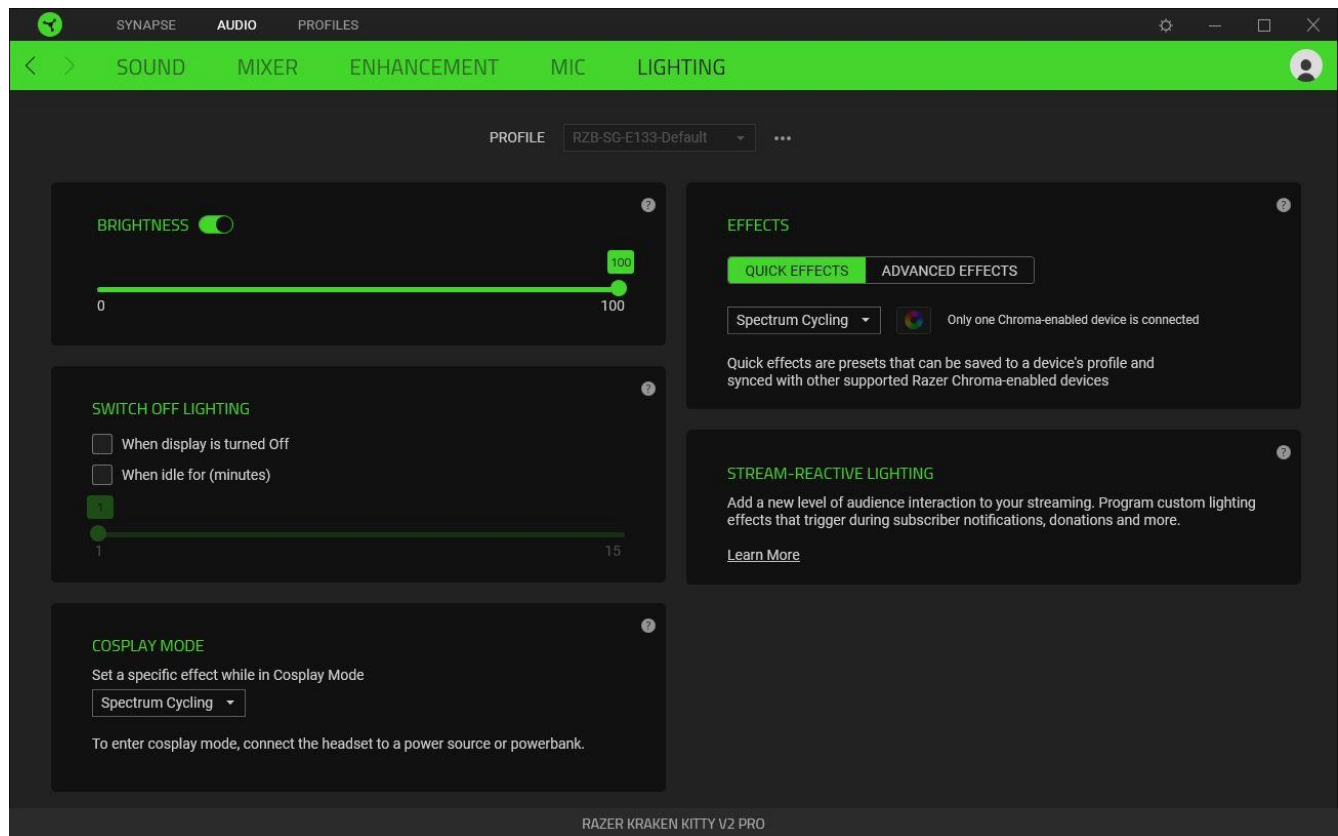 SYNAPSE AUDIO PROFILES
SOUND MIXER ENHANCEMENT MIC LIGHTING
PROFILE RZB-SG-E133-Default
BRIGHTNESS
100
0 100
SWITCH OFF LIGHTING
When display is turned Off
When idle for (minutes)
1
1 15
COSPLAY MODE
Set a specific effect while in Cosplay Mode
Spectrum Cycling
To enter cosplay mode, connect the headset to a power source or powerbank.
EFFECTS
QUICK EFFECTS ADVANCED EFFECTS
Spectrum Cycling Only one Chroma-enabled device is connected
Quick effects are presets that can be saved to a device's profile and
synced with other supported Razer Chroma-enabled devices
STREAM-REACTIVE LIGHTING
Add a new level of audience interaction to your streaming. Program custom lighting
effects that trigger during subscriber notifications, donations and more.
Learn More
RAZER KRAKEN KITTY V2 PRO